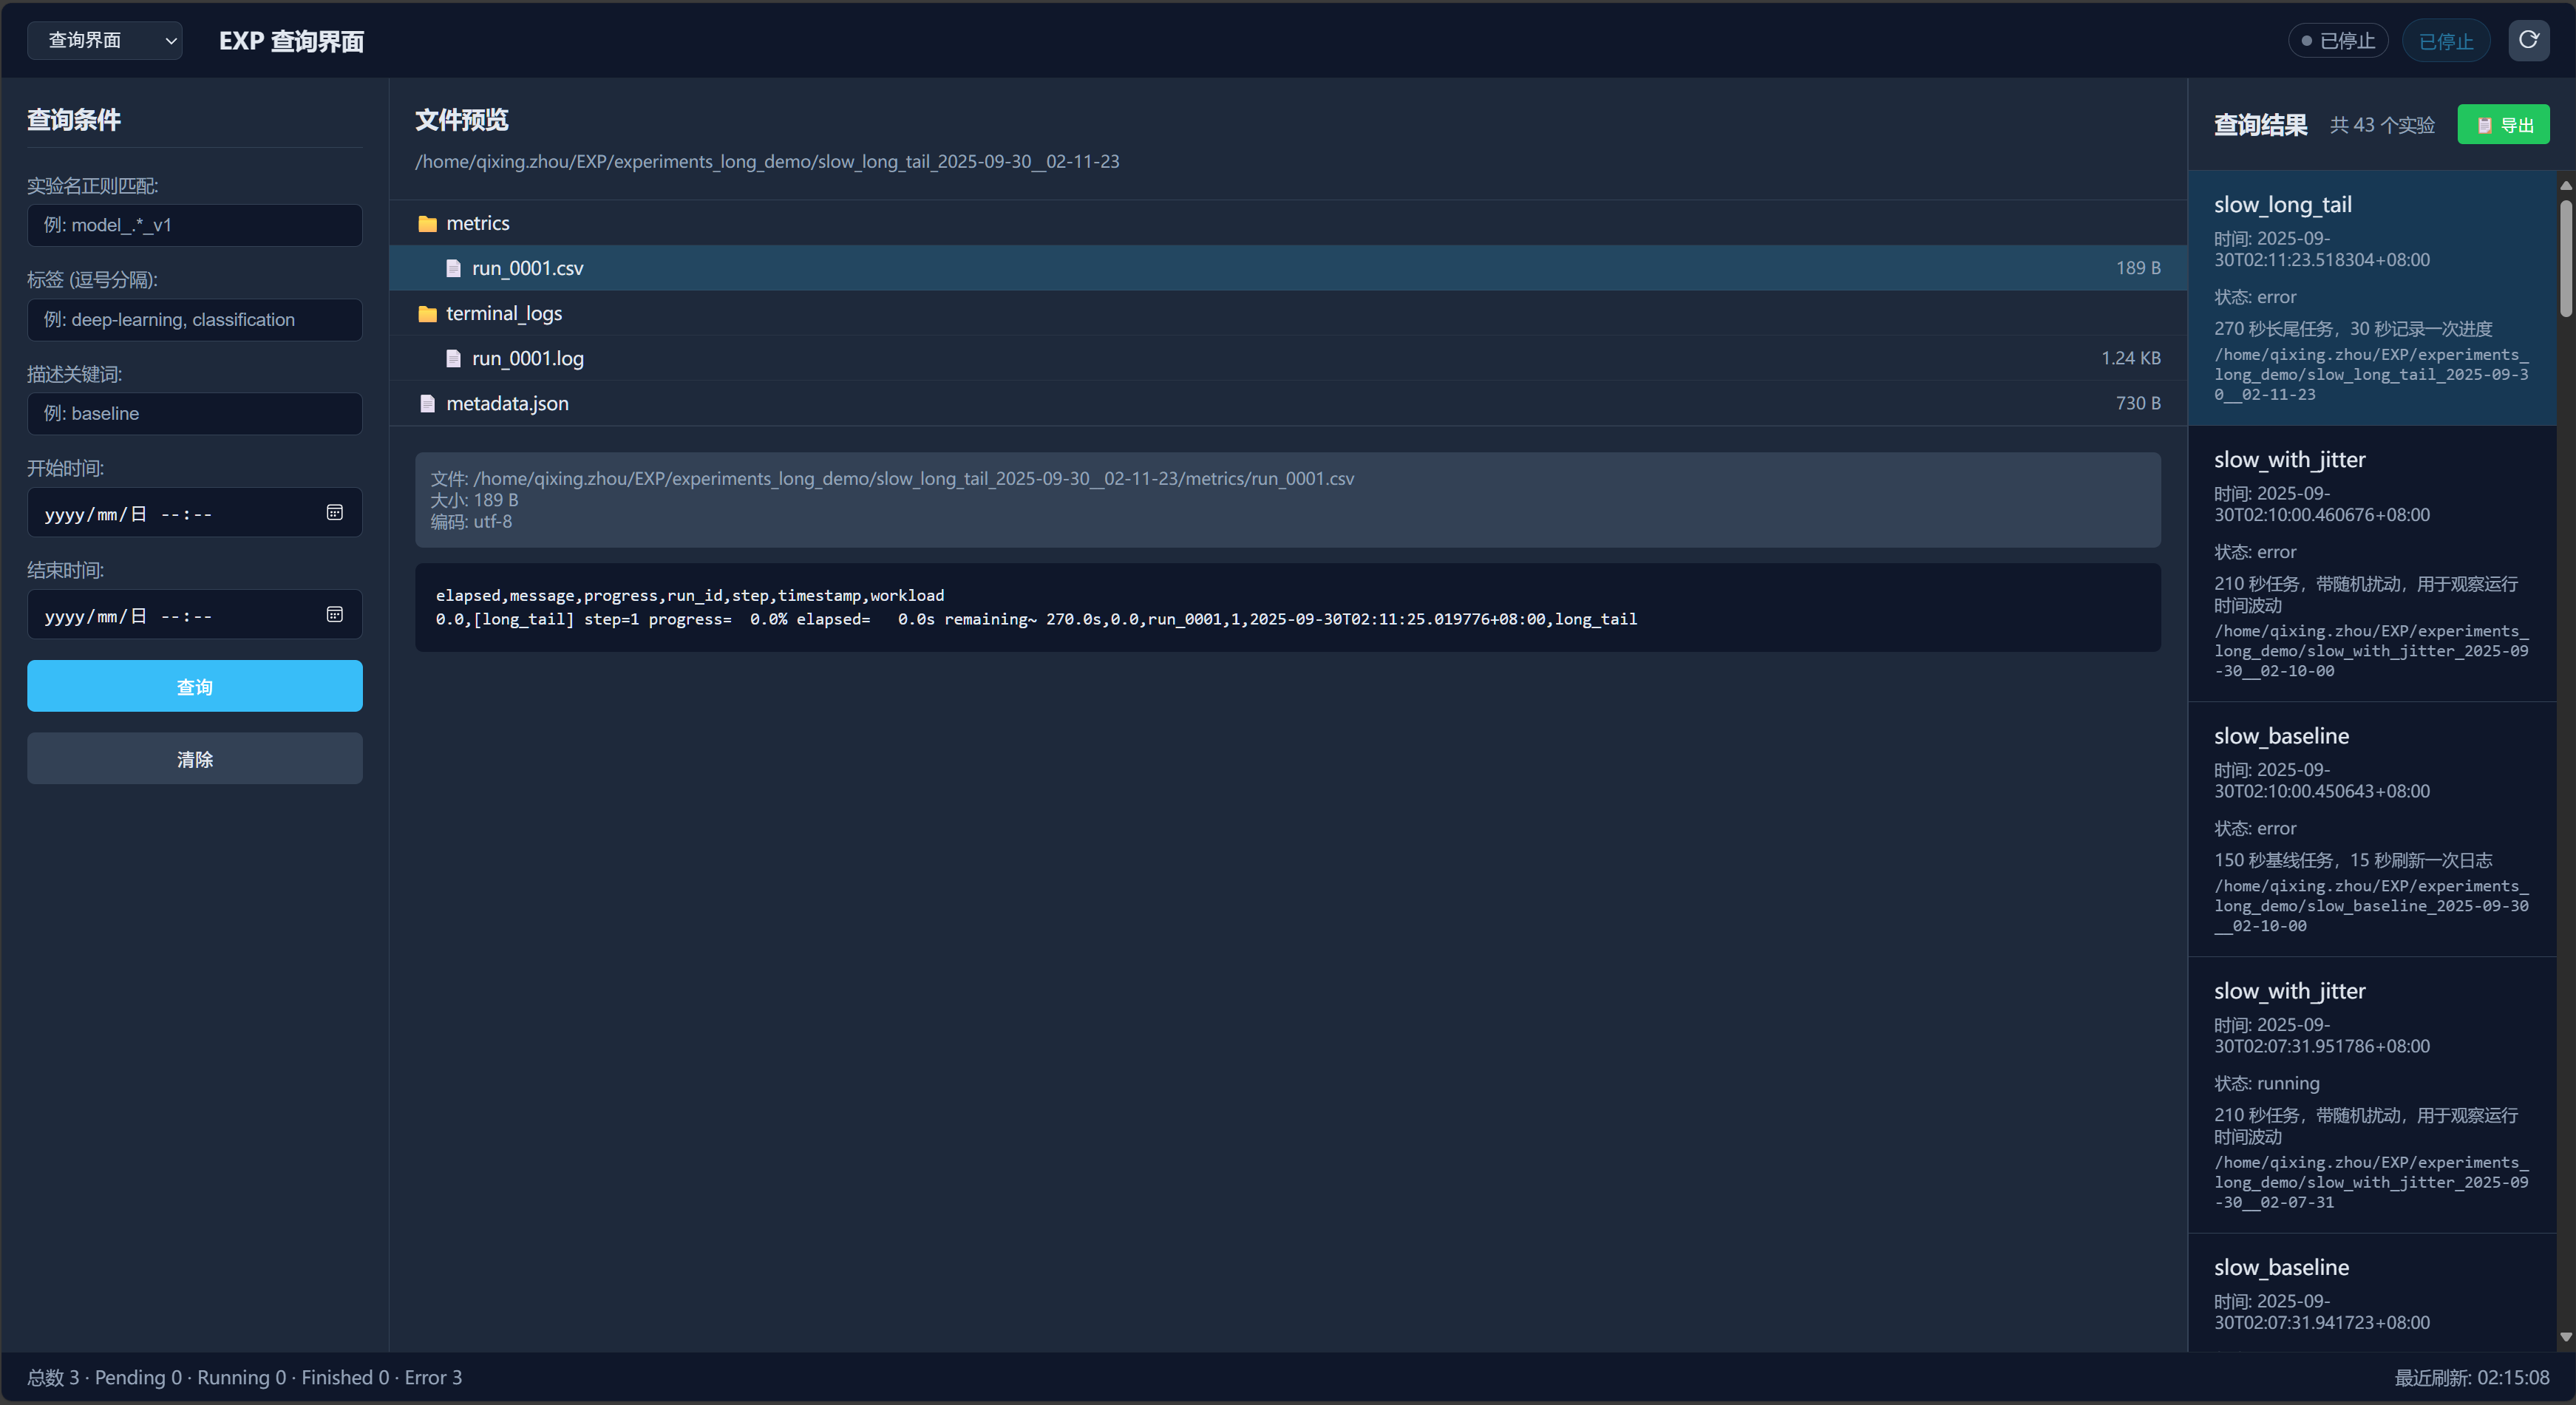 查询界面
EXP 查询界面
已停止
已停止
查询条件
实验名正则匹配:
例: model_.*_v1
标签 (逗号分隔):
例: deep-learning, classification
描述关键词:
例: baseline
开始时间:
yyyy/mm/日 --:--
结束时间:
yyyy/mm/日 --:--
查询
清除
文件预览
/home/qixing.zhou/EXP/experiments_long_demo/slow_long_tail_2025-09-30__02-11-23
metrics
run_0001.csv 189 B
terminal_logs
run_0001.log 1.24 KB
metadata.json 730 B
文件: /home/qixing.zhou/EXP/experiments_long_demo/slow_long_tail_2025-09-30__02-11-23/metrics/run_0001.csv
大小: 189 B
编码: utf-8
elapsed,message,progress,run_id,step,timestamp,workload
0.0,[long_tail] step=1 progress=  0.0% elapsed=   0.0s remaining~ 270.0s,0.0,run_0001,1,2025-09-30T02:11:25.019776+08:00,long_tail
查询结果 共 43 个实验 导出
slow_long_tail
时间: 2025-09-
30T02:11:23.518304+08:00
状态: error
270 秒长尾任务，30 秒记录一次进度
/home/qixing.zhou/EXP/experiments_
long_demo/slow_long_tail_2025-09-3
0__02-11-23
slow_with_jitter
时间: 2025-09-
30T02:10:00.460676+08:00
状态: error
210 秒任务，带随机扰动，用于观察运行
时间波动
/home/qixing.zhou/EXP/experiments_
long_demo/slow_with_jitter_2025-09
-30__02-10-00
slow_baseline
时间: 2025-09-
30T02:10:00.450643+08:00
状态: error
150 秒基线任务，15 秒刷新一次日志
/home/qixing.zhou/EXP/experiments_
long_demo/slow_baseline_2025-09-30
__02-10-00
slow_with_jitter
时间: 2025-09-
30T02:07:31.951786+08:00
状态: running
210 秒任务，带随机扰动，用于观察运行
时间波动
/home/qixing.zhou/EXP/experiments_
long_demo/slow_with_jitter_2025-09
-30__02-07-31
slow_baseline
时间: 2025-09-
30T02:07:31.941723+08:00
总数 3 · Pending 0 · Running 0 · Finished 0 · Error 3
最近刷新: 02:15:08